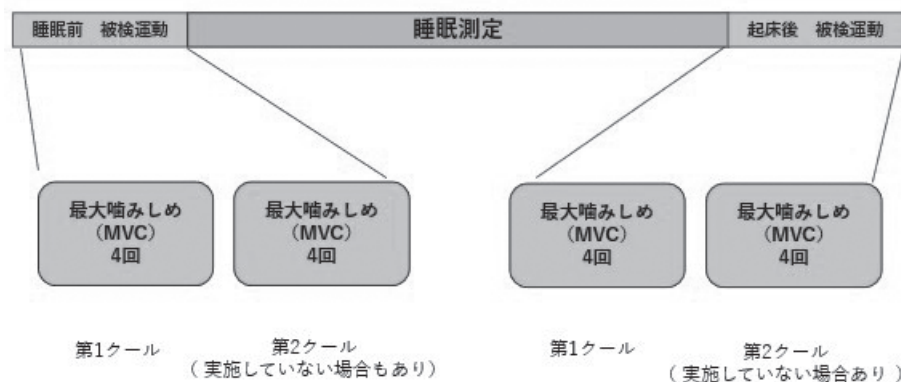 睡眠前 被検運動
睡眠測定
起床後 被検運動
最大噛みしめ
（MVC）
4回
最大噛みしめ
（MVC）
4回
最大噛みしめ
（MVC）
4回
最大噛みしめ
（MVC）
4回
第1クール
第2クール
（ 実施していない場合もあり）
第1クール
第2クール
（ 実施していない場合あり ）